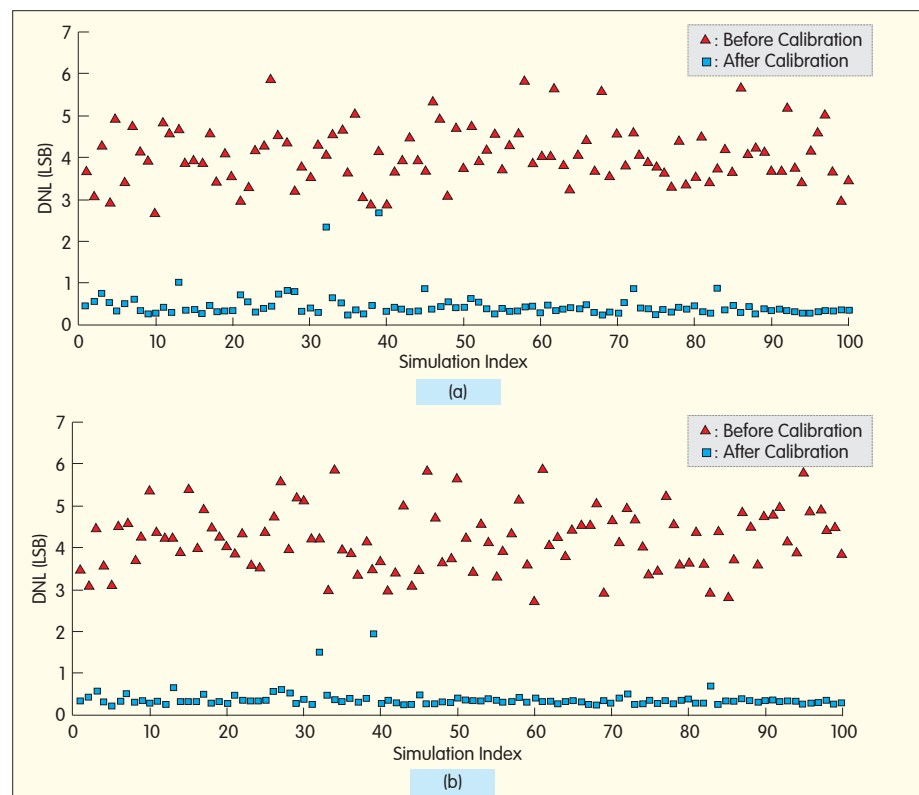 7
6
5
4
3
2
1
0
DNL (LSB)
▲: Before Calibration
■: After Calibration
0 10 20 30 40 50 60 70 80 90 100
Simulation Index
(a)
7
6
5
4
3
2
1
0
DNL (LSB)
▲: Before Calibration
■: After Calibration
0 10 20 30 40 50 60 70 80 90 100
Simulation Index
(b)